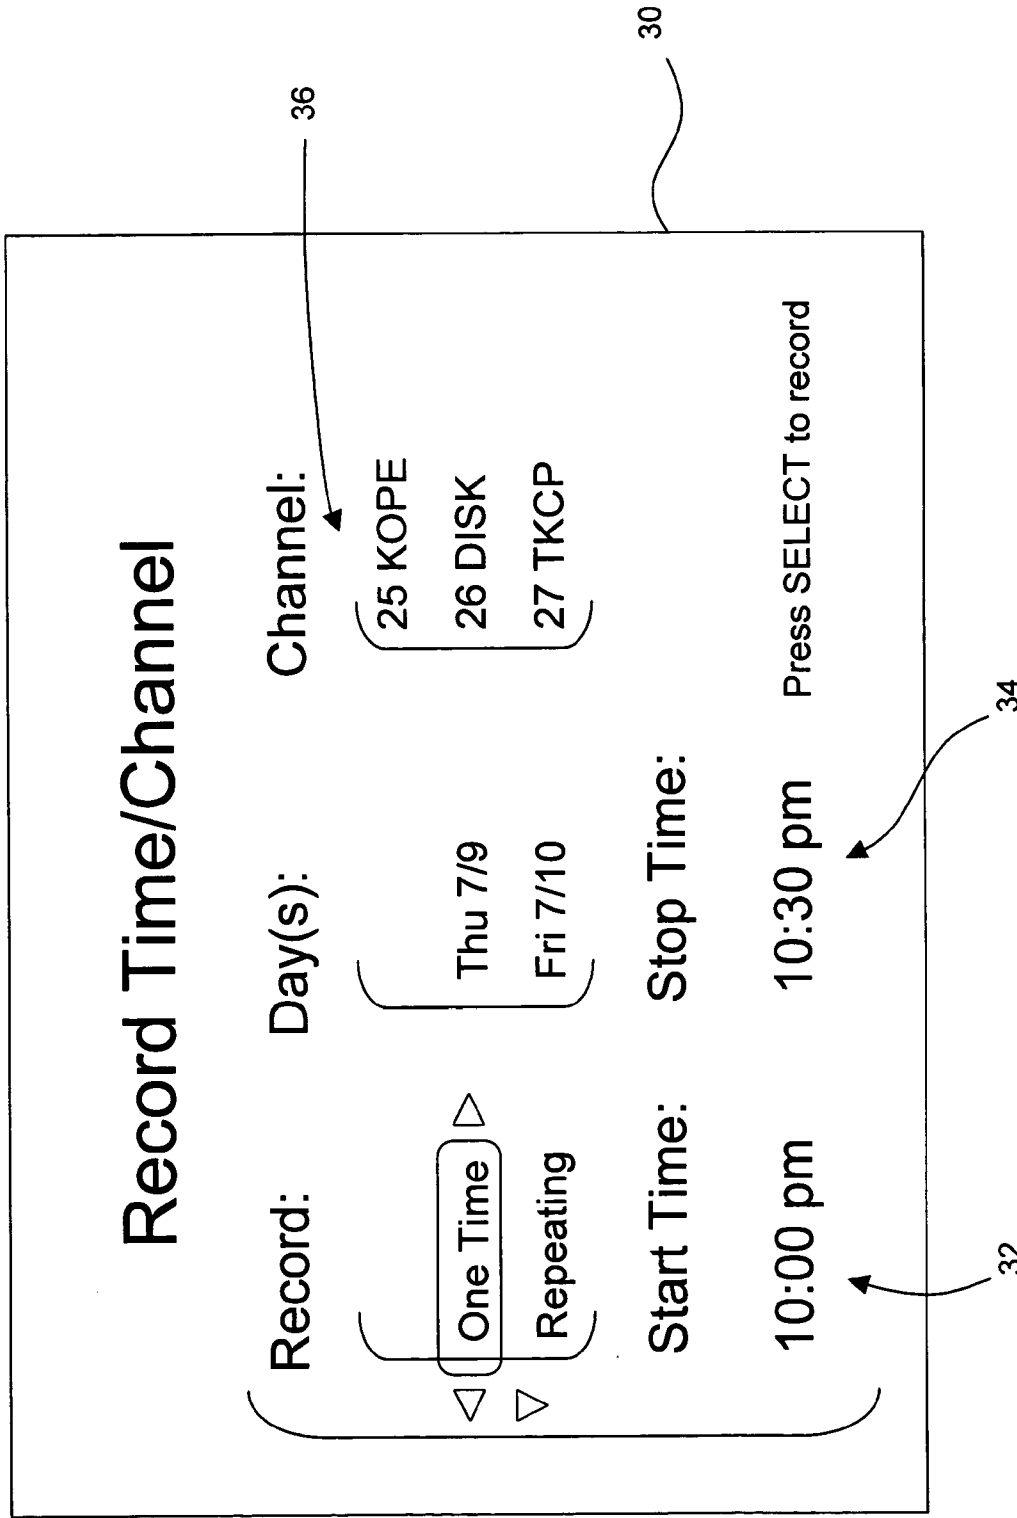 Record Time/Channel
Record: Day(s): Channel:
25 KOPE
One Time Thu 7/9 26 DISK
Repeating Fri 7/10 27 TKCP
Start Time: Stop Time:
10:00 pm 10:30 pm Press SELECT to record
36
30
32
34